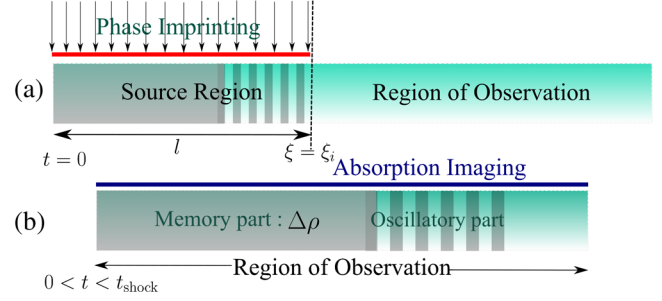 Phase Imprinting
(a)
Source Region
Region of Observation
l
t = 0
ξ = ξᵢ
Absorption Imaging
(b)
Memory part : Δρ
Oscillatory part
Region of Observation
0 < t < t_shock